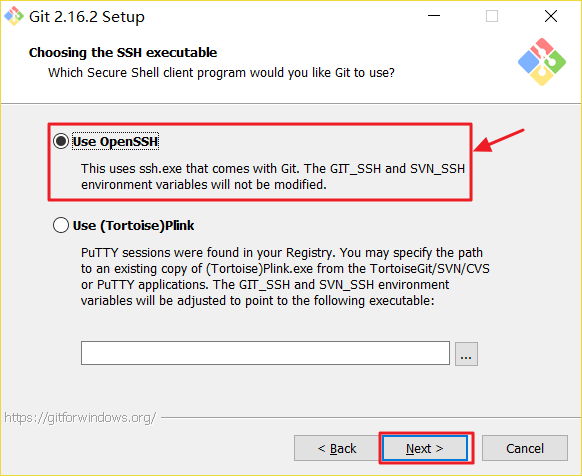 Git 2.16.2 Setup
Choosing the SSH executable
Which Secure Shell client program would you like Git to use?
Use OpenSSH
This uses ssh.exe that comes with Git. The GIT_SSH and SVN_SSH
environment variables will not be modified.
Use (Tortoise)Plink
PuTTY sessions were found in your Registry. You may specify the path
to an existing copy of (Tortoise)Plink.exe from the TortoiseGit/SVN/CVS
or PuTTY applications. The GIT_SSH and SVN_SSH environment
variables will be adjusted to point to the following executable:
...
https://gitforwindows.org/
< Back
Next >
Cancel